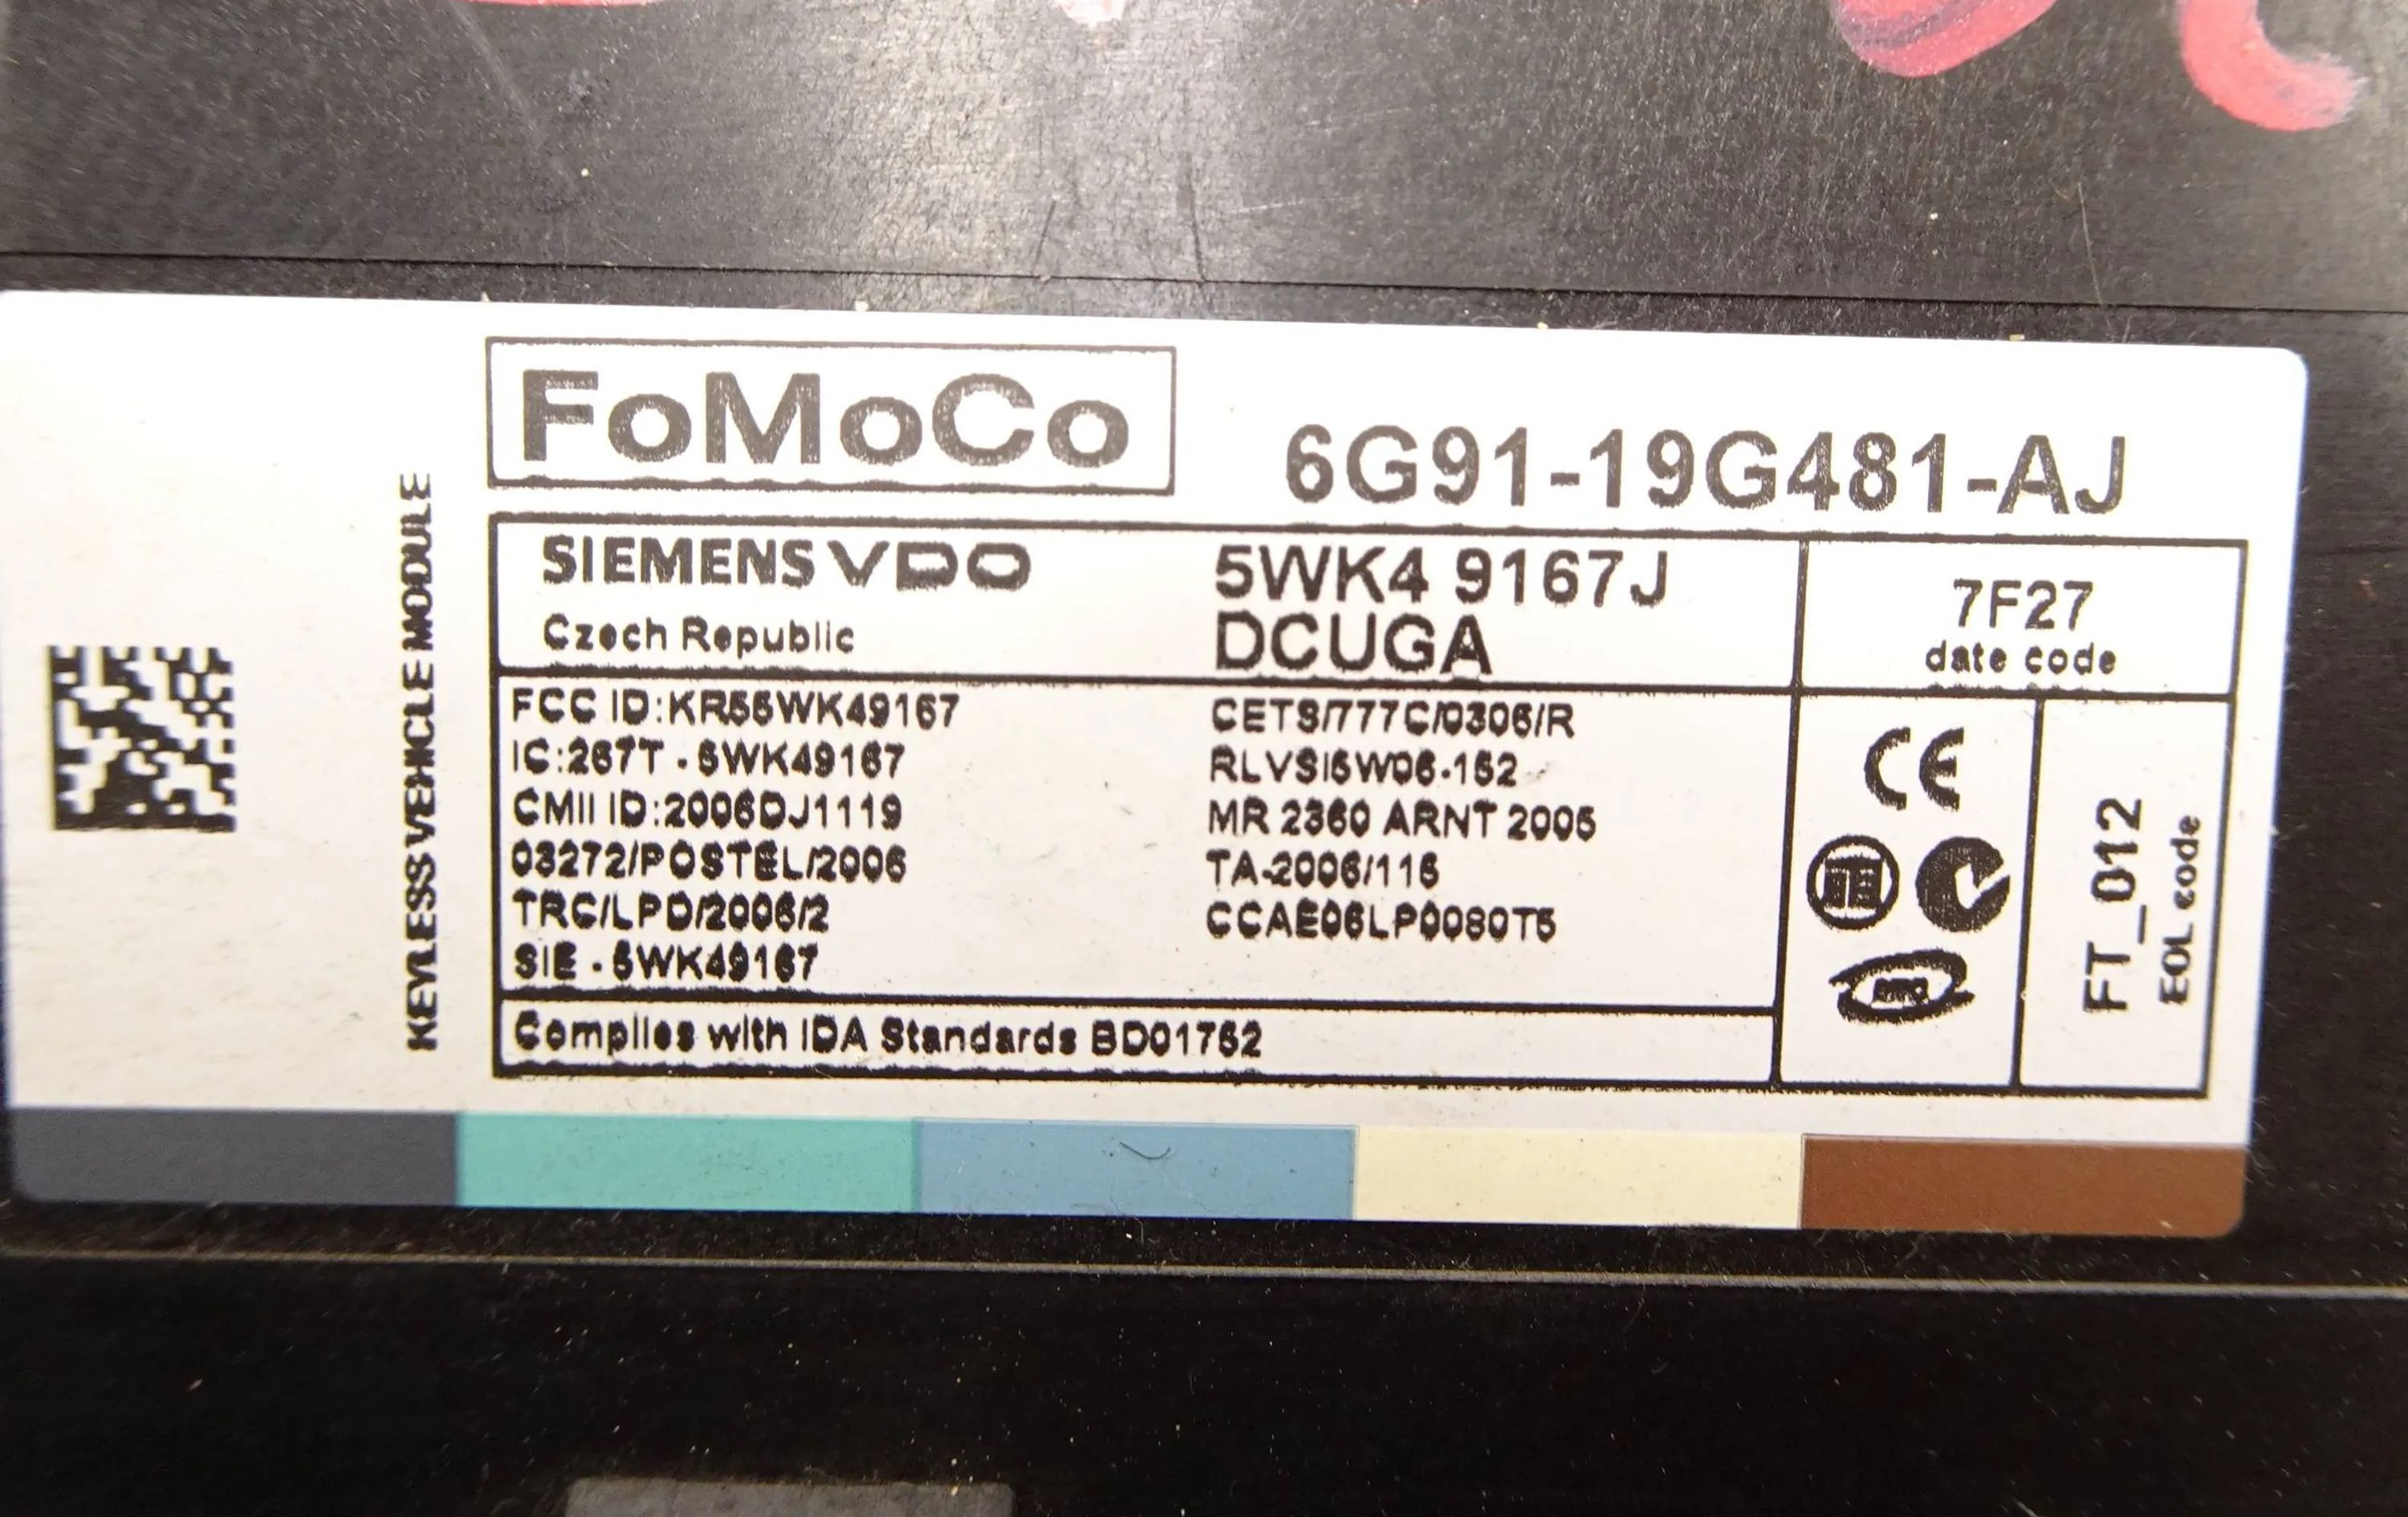 FoMoCo
6G91-19G481-AJ
KEYLESS VEHICLE MODULE
SIEMENS VDO
Czech Republic
5WK4 9167J
DCUGA
7F27
date code
FCC ID:KR55WK49167
IC:267T - 5WK49167
CMII ID:2006DJ1119
03272/POSTEL/2006
TRC/LPD/2006/2
SIE - 5WK49167
CETS/777C/0306/R
RLVSI5W06-152
MR 2360 ARNT 2005
TA-2006/115
CCAE06LP0080T5
CE
FT_012
EOL code
Complies with IDA Standards BD01752